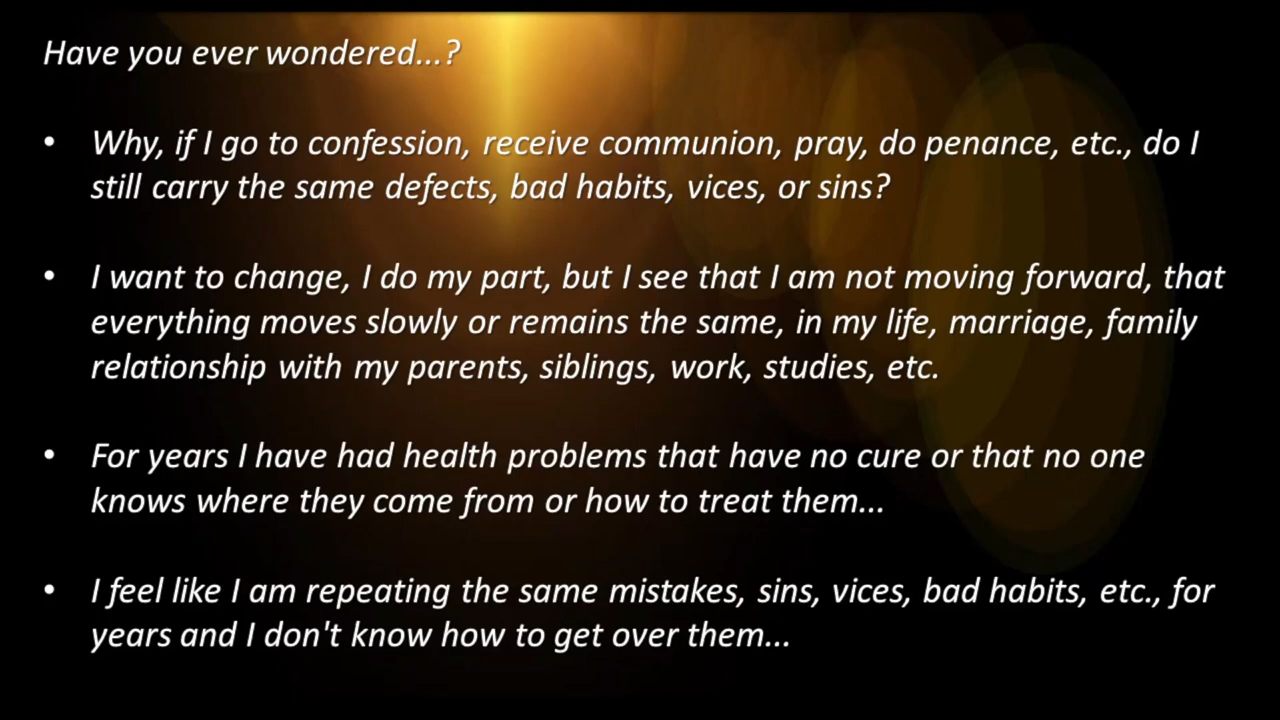 Have you ever wondered...?
• Why, if I go to confession, receive communion, pray, do penance, etc., do I
still carry the same defects, bad habits, vices, or sins?
• I want to change, I do my part, but I see that I am not moving forward, that
everything moves slowly or remains the same, in my life, marriage, family
relationship with my parents, siblings, work, studies, etc.
• For years I have had health problems that have no cure or that no one
knows where they come from or how to treat them...
• I feel like I am repeating the same mistakes, sins, vices, bad habits, etc., for
years and I don't know how to get over them...